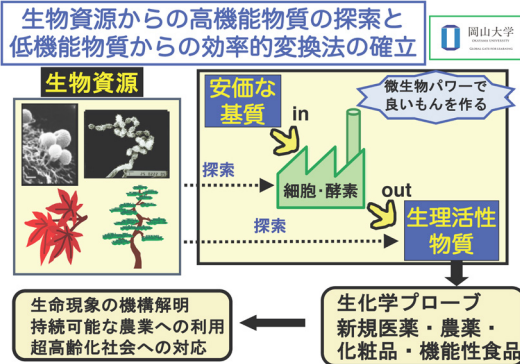 生物資源からの高機能物質の探索と
低機能物質からの効率的変換法の確立
岡山大学
生物資源
安価な
基質
in
微生物パワーで
良いもんを作る
探索
細胞・酵素
out
探索
生理活性
物質
生命現象の機構解明
持続可能な農業への利用
超高齢化社会への対応
生化学プローブ
新規医薬・農薬・
化粧品・機能性食品